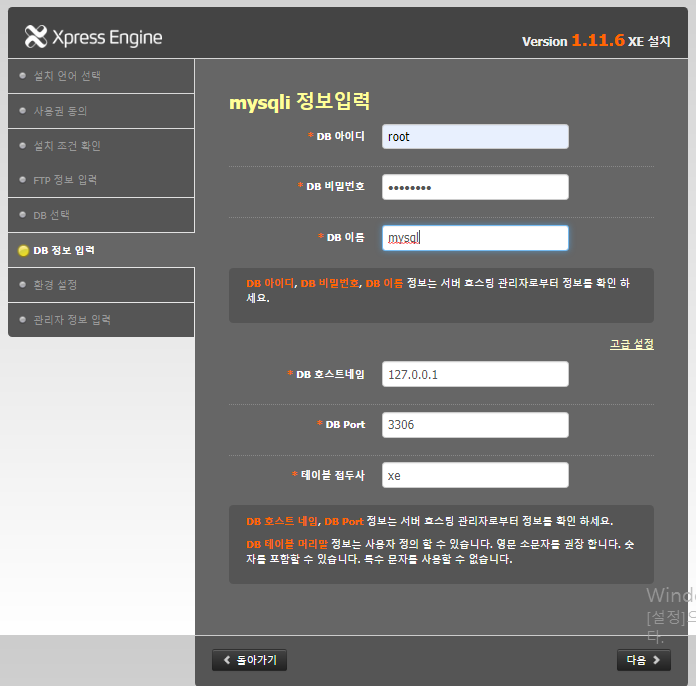 Xpress Engine
Version 1.11.6 XE 설치
설치 언어 선택
사용권 동의
설치 조건 확인
FTP 정보 입력
DB 선택
DB 정보 입력
환경 설정
관리자 정보 입력
mysqli 정보입력
* DB 아이디 root
* DB 비밀번호 ••••••••
* DB 이름 mysql
DB 아이디, DB 비밀번호, DB 이름 정보는 서버 호스팅 관리자로부터 정보를 확인 하
세요.
고급 설정
* DB 호스트네임 127.0.0.1
* DB Port 3306
* 테이블 접두사 xe
DB 호스트 네임, DB Port 정보는 서버 호스팅 관리자로부터 정보를 확인 하세요.
DB 테이블 머리말 정보는 사용자 정의 할 수 있습니다. 영문 소문자를 권장 합니다. 숫
자를 포함할 수 있습니다. 특수 문자를 사용할 수 없습니다.
돌아가기
다음
[설정]
다.